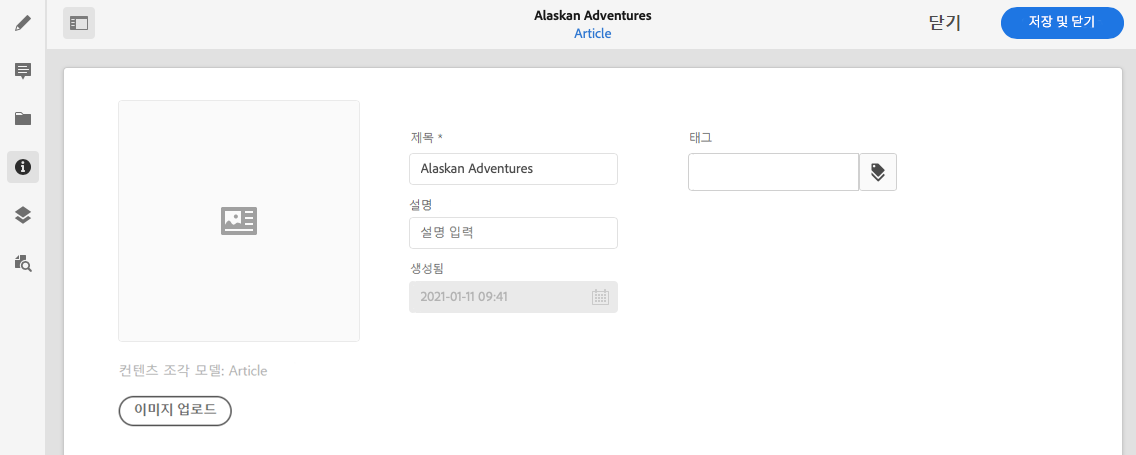 Alaskan Adventures
Article
닫기
저장 및 닫기
제목 *
Alaskan Adventures
태그
설명
설명 입력
생성됨
2021-01-11 09:41
컨텐츠 조각 모델: Article
이미지 업로드